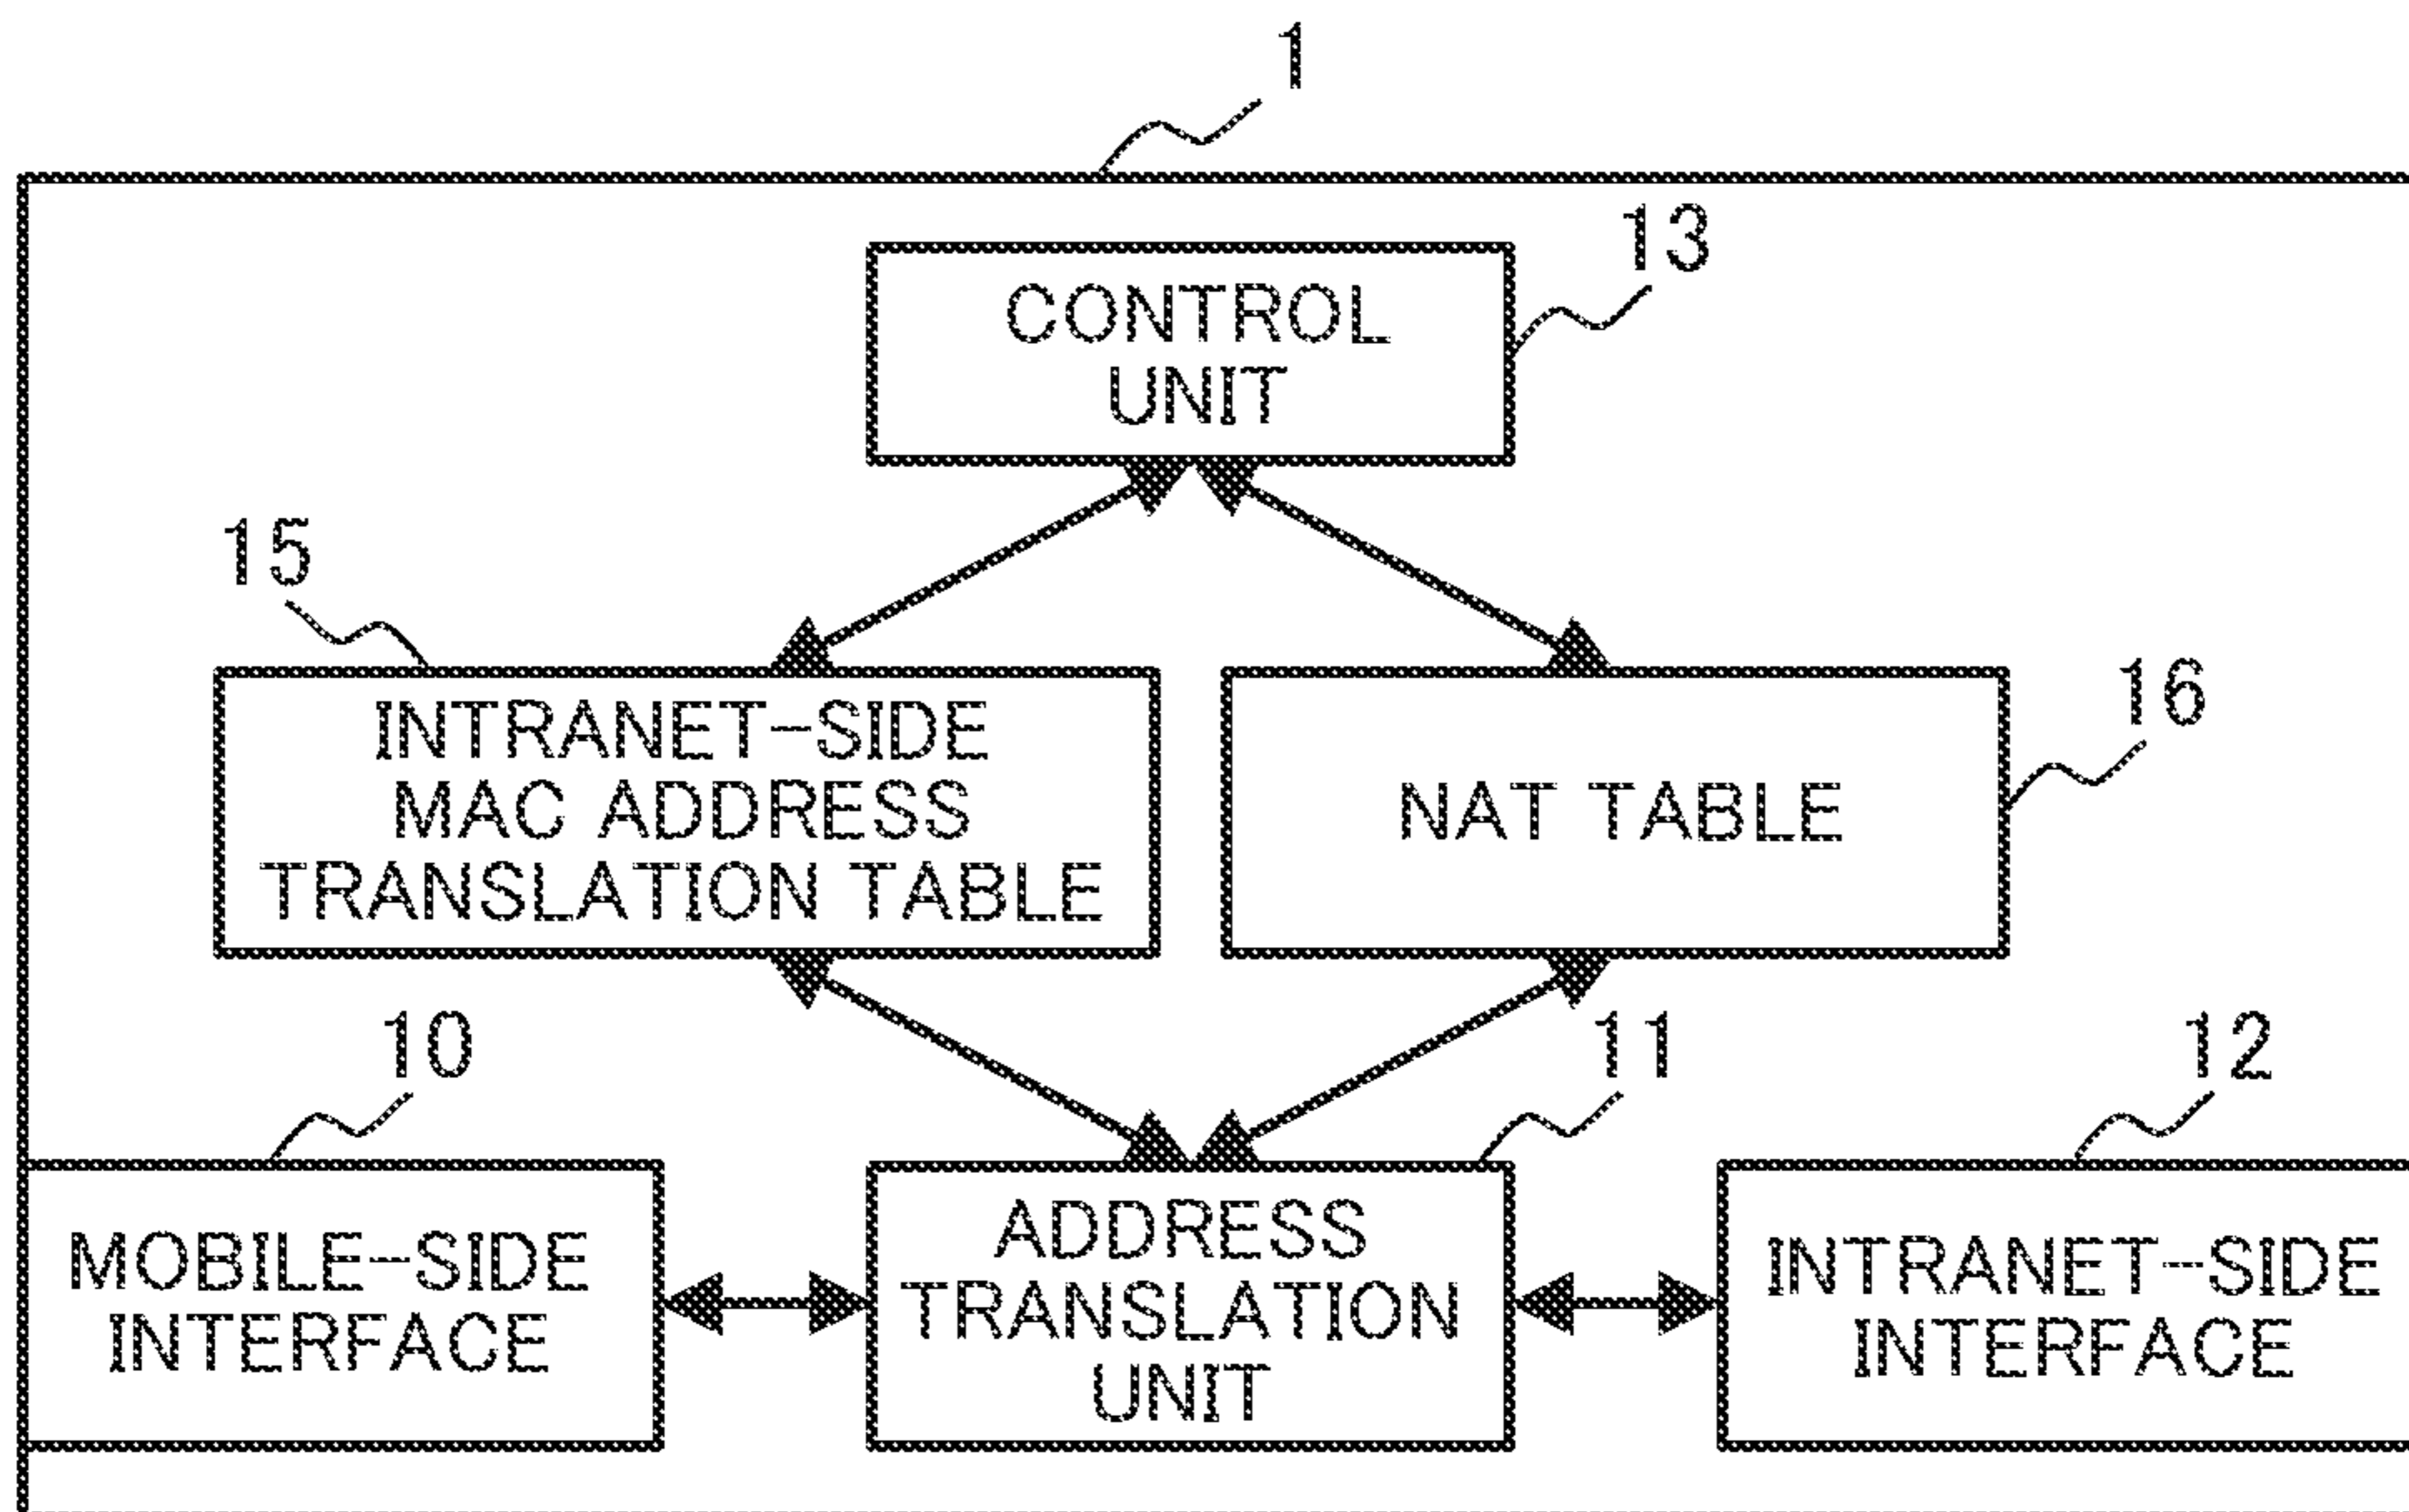 1
13
CONTROL
UNIT
15
INTRANET-SIDE
MAC ADDRESS
TRANSLATION TABLE
16
NAT TABLE
10
MOBILE-SIDE
INTERFACE
11
ADDRESS
TRANSLATION
UNIT
12
INTRANET-SIDE
INTERFACE